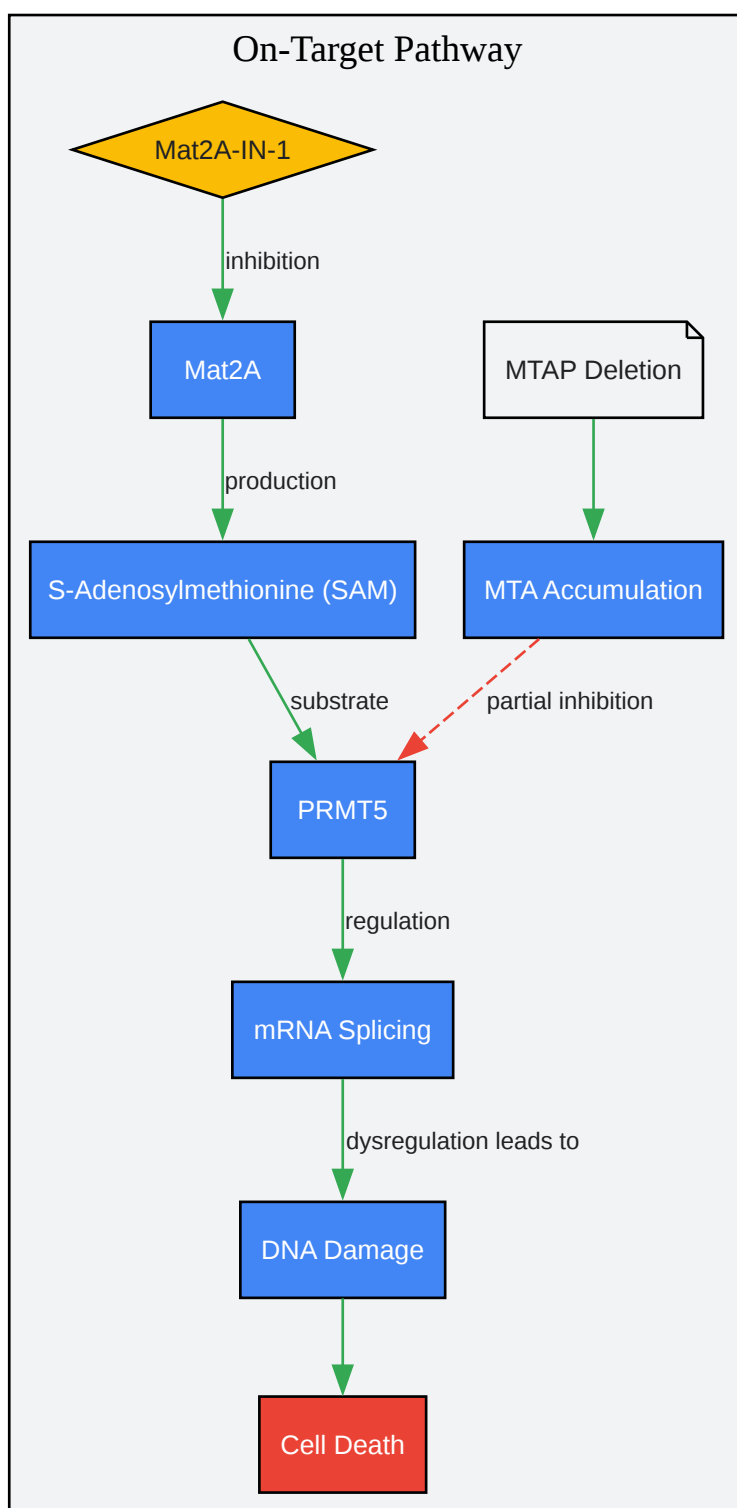 On-Target Pathway
Mat2A-IN-1
inhibition
Mat2A
MTAP Deletion
production
S-Adenosylmethionine (SAM)
MTA Accumulation
substrate
partial inhibition
PRMT5
regulation
mRNA Splicing
dysregulation leads to
DNA Damage
Cell Death